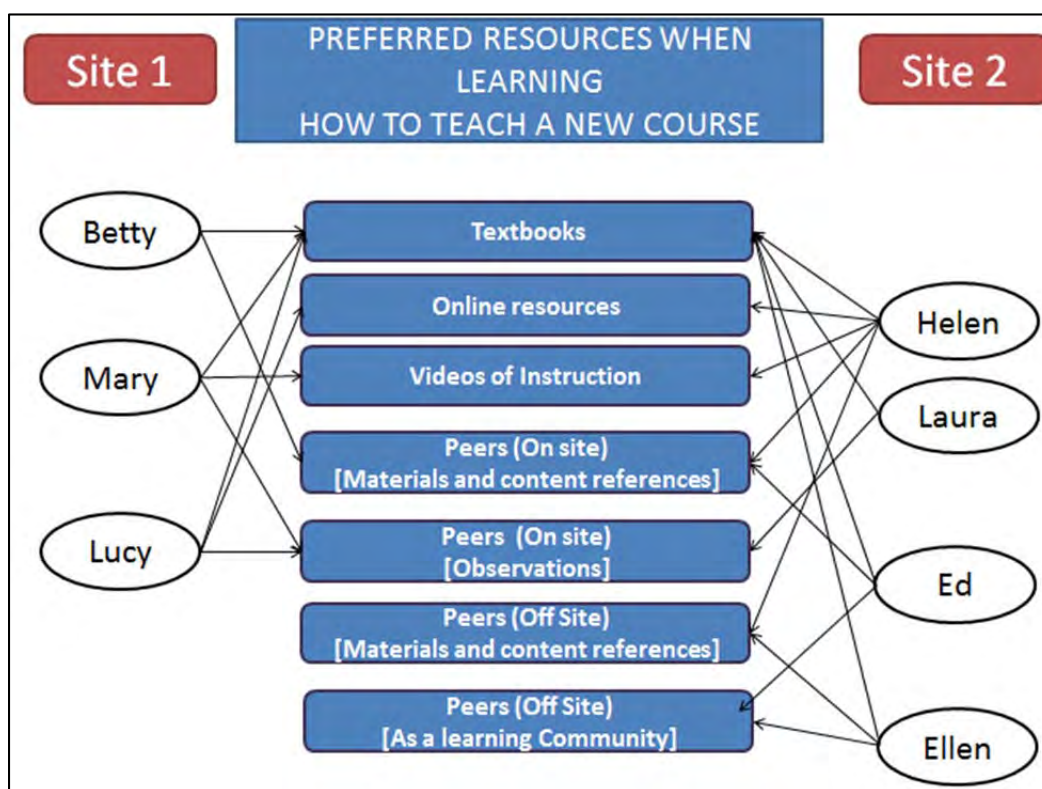 Site 1
PREFERRED RESOURCES WHEN
LEARNING
HOW TO TEACH A NEW COURSE
Site 2
Betty
Mary
Lucy
Textbooks
Online resources
Videos of Instruction
Peers (On site)
[Materials and content references]
Peers (On site)
[Observations]
Peers (Off Site)
[Materials and content references]
Peers (Off Site)
[As a learning Community]
Helen
Laura
Ed
Ellen